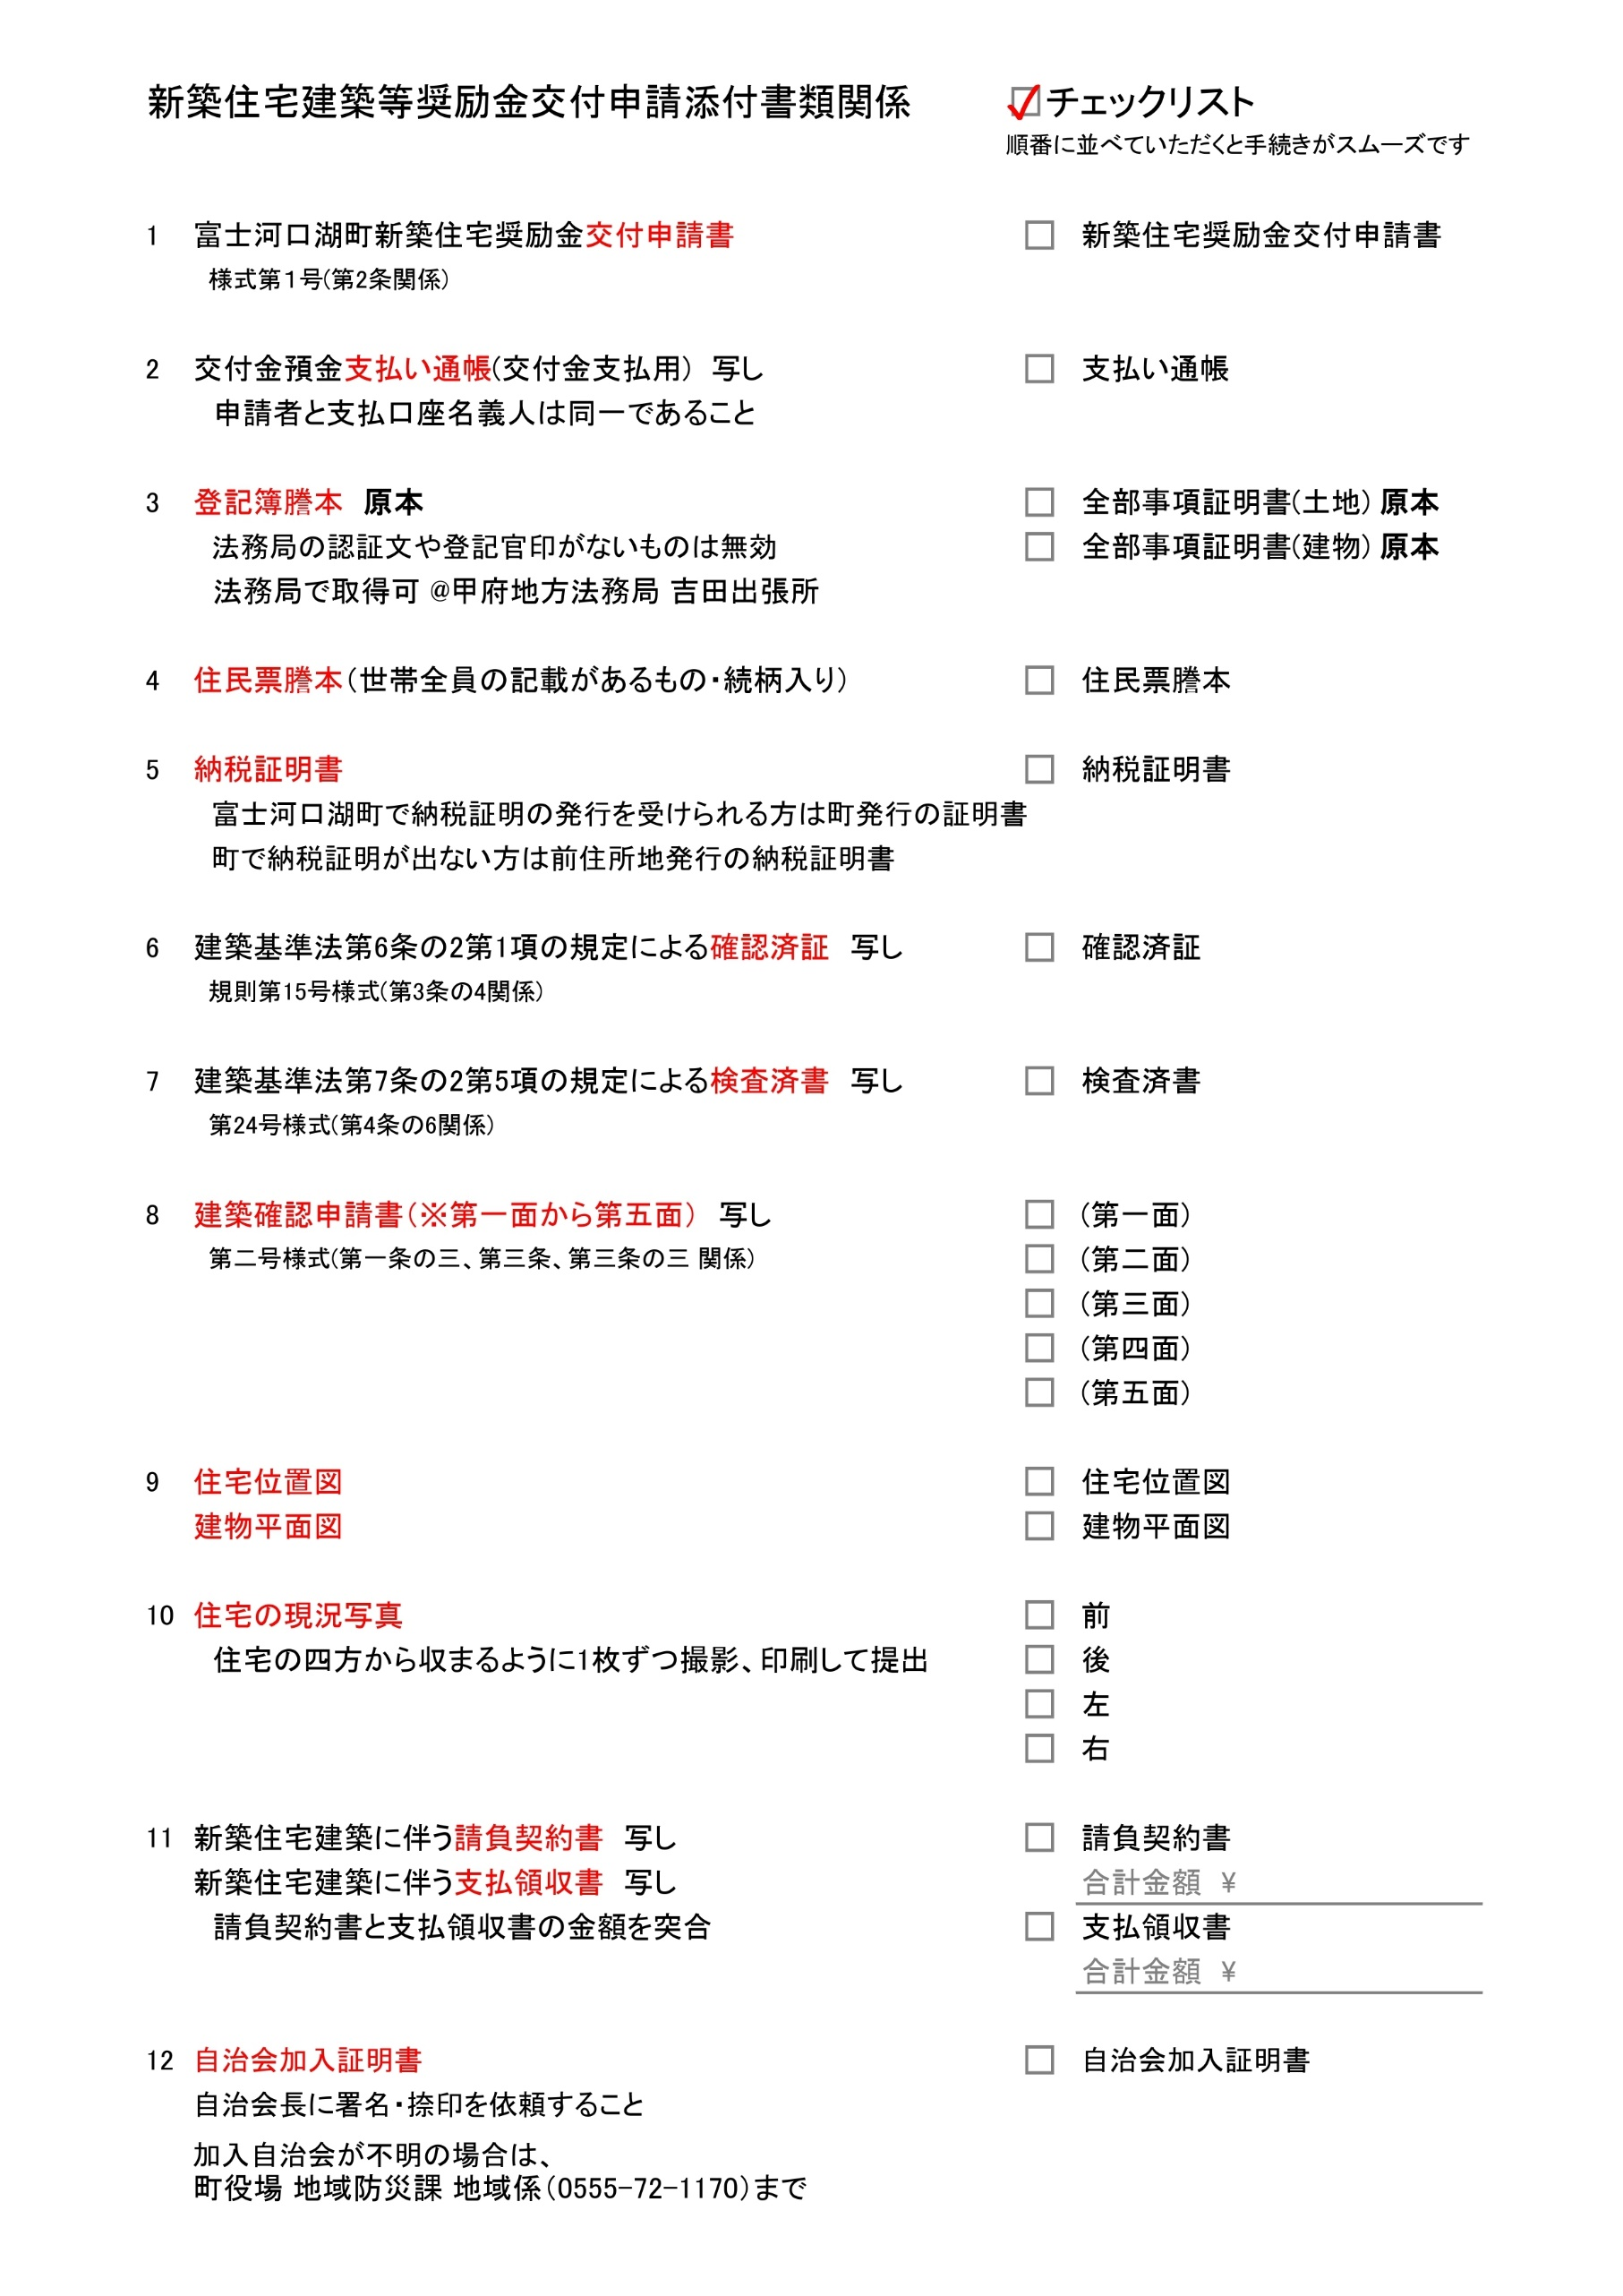 新築住宅建築等奨励金交付申請添付書類関係
チェックリスト
順番に並べていただくと手続きがスムーズです
1 富士河口湖町新築住宅奨励金交付申請書
□ 新築住宅奨励金交付申請書
様式第1号(第2条関係)
2 交付金預金支払い通帳(交付金支払用) 写し
□ 支払い通帳
申請者と支払口座名義人は同一であること
3 登記簿謄本 原本
□ 全部事項証明書(土地) 原本
法務局の認証文や登記官印がないものは無効
□ 全部事項証明書(建物) 原本
法務局で取得可 @甲府地方法務局 吉田出張所
4 住民票謄本(世帯全員の記載があるもの・続柄入り)
□ 住民票謄本
5 納税証明書
□ 納税証明書
富士河口湖町で納税証明の発行を受けられる方は町発行の証明書
町で納税証明が出ない方は前住所地発行の納税証明書
6 建築基準法第6条の2第1項の規定による確認済証 写し
□ 確認済証
規則第15号様式(第3条の4関係)
7 建築基準法第7条の2第5項の規定による検査済書 写し
□ 検査済書
第24号様式(第4条の6関係)
8 建築確認申請書(※第一面から第五面) 写し
□ (第一面)
第二号様式(第一条の三、第三条、第三条の三 関係)
□ (第二面)
□ (第三面)
□ (第四面)
□ (第五面)
9 住宅位置図
□ 住宅位置図
建物平面図
□ 建物平面図
10 住宅の現況写真
□ 前
住宅の四方から収まるように1枚ずつ撮影、印刷して提出
□ 後
□ 左
□ 右
11 新築住宅建築に伴う請負契約書 写し
□ 請負契約書
新築住宅建築に伴う支払領収書 写し
合計金額 ¥
請負契約書と支払領収書の金額を突合
□ 支払領収書
合計金額 ¥
12 自治会加入証明書
□ 自治会加入証明書
自治会長に署名・捺印を依頼すること
加入自治会が不明の場合は、
町役場 地域防災課 地域係(0555-72-1170)まで